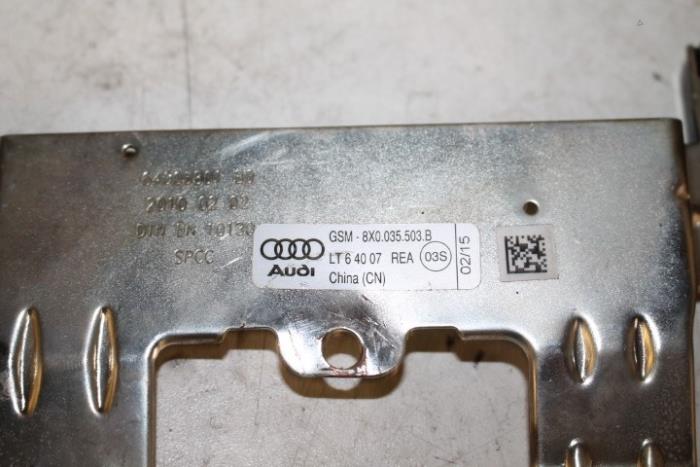 2010 02 02
DIN EN 10130
SPCC
GSM - 8X0.035.503.B
LT 6 40 07 REA 03S
Audi
China (CN)
02/15